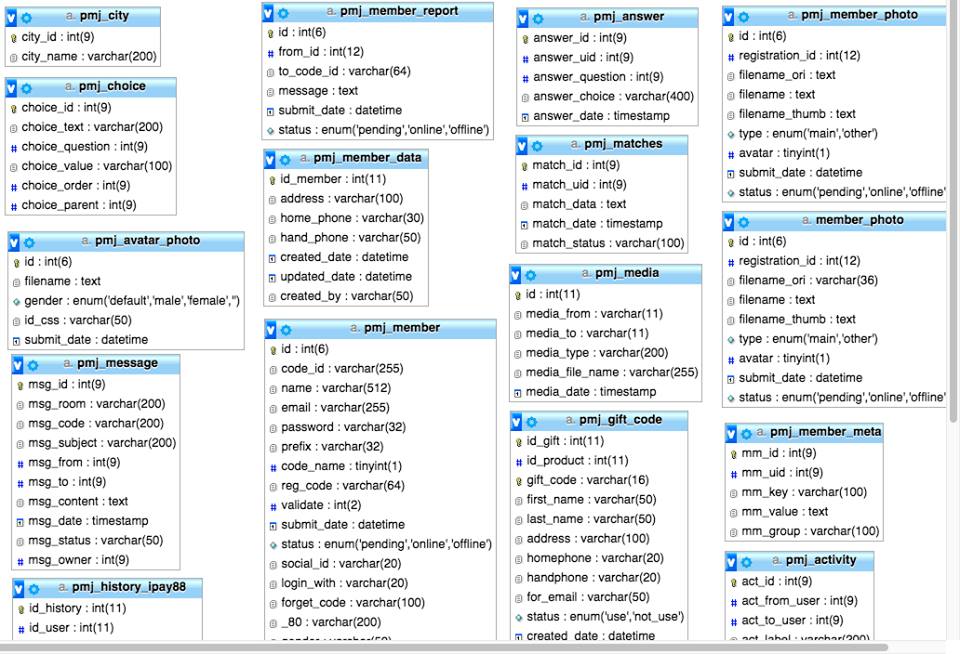 a. pmj_city
city_id : int(9)
city_name : varchar(200)
a. pmj_choice
choice_id : int(9)
choice_text : varchar(200)
choice_question : int(9)
choice_value : varchar(100)
choice_order : int(9)
choice_parent : int(9)
a. pmj_avatar_photo
id : int(6)
filename : text
gender : enum('default','male','female','')
id_css : varchar(50)
submit_date : datetime
a. pmj_message
msg_id : int(9)
msg_room : varchar(200)
msg_code : varchar(200)
msg_subject : varchar(200)
msg_from : int(9)
msg_to : int(9)
msg_content : text
msg_date : timestamp
msg_status : varchar(50)
msg_owner : int(9)
a. pmj_history_ipay88
id_history : int(11)
id_user : int(11)
a. pmj_member_report
id : int(6)
from_id : int(12)
to_code_id : varchar(64)
message : text
submit_date : datetime
status : enum('pending','online','offline')
a. pmj_member_data
id_member : int(11)
address : varchar(100)
home_phone : varchar(30)
hand_phone : varchar(50)
created_date : datetime
updated_date : datetime
created_by : varchar(50)
a. pmj_member
id : int(6)
code_id : varchar(255)
name : varchar(512)
email : varchar(255)
password : varchar(32)
prefix : varchar(32)
code_name : tinyint(1)
reg_code : varchar(64)
validate : int(2)
submit_date : datetime
status : enum('pending','online','offline')
social_id : varchar(20)
login_with : varchar(20)
forget_code : varchar(100)
_80 : varchar(200)
gender : varchar(50)
a. pmj_answer
answer_id : int(9)
answer_uid : int(9)
answer_question : int(9)
answer_choice : varchar(400)
answer_date : timestamp
a. pmj_matches
match_id : int(9)
match_uid : int(9)
match_data : text
match_date : timestamp
match_status : varchar(100)
a. pmj_media
id : int(11)
media_from : varchar(11)
media_to : varchar(11)
media_type : varchar(200)
media_file_name : varchar(255)
media_date : timestamp
a. pmj_gift_code
id_gift : int(11)
id_product : int(11)
gift_code : varchar(16)
first_name : varchar(50)
last_name : varchar(50)
address : varchar(100)
homephone : varchar(20)
handphone : varchar(20)
for_email : varchar(50)
status : enum('use','not_use')
created_date : datetime
a. pmj_member_photo
id : int(6)
registration_id : int(12)
filename_ori : text
filename : text
filename_thumb : text
type : enum('main','other')
avatar : tinyint(1)
submit_date : datetime
status : enum('pending','online','offline'
a. member_photo
id : int(6)
registration_id : int(12)
filename_ori : varchar(36)
filename : text
filename_thumb : text
type : enum('main','other')
avatar : tinyint(1)
submit_date : datetime
status : enum('pending','online','offline'
a. pmj_member_meta
mm_id : int(9)
mm_uid : int(9)
mm_key : varchar(100)
mm_value : text
mm_group : varchar(100)
a. pmj_activity
act_id : int(9)
act_from_user : int(9)
act_to_user : int(9)
act_label : varchar(200)